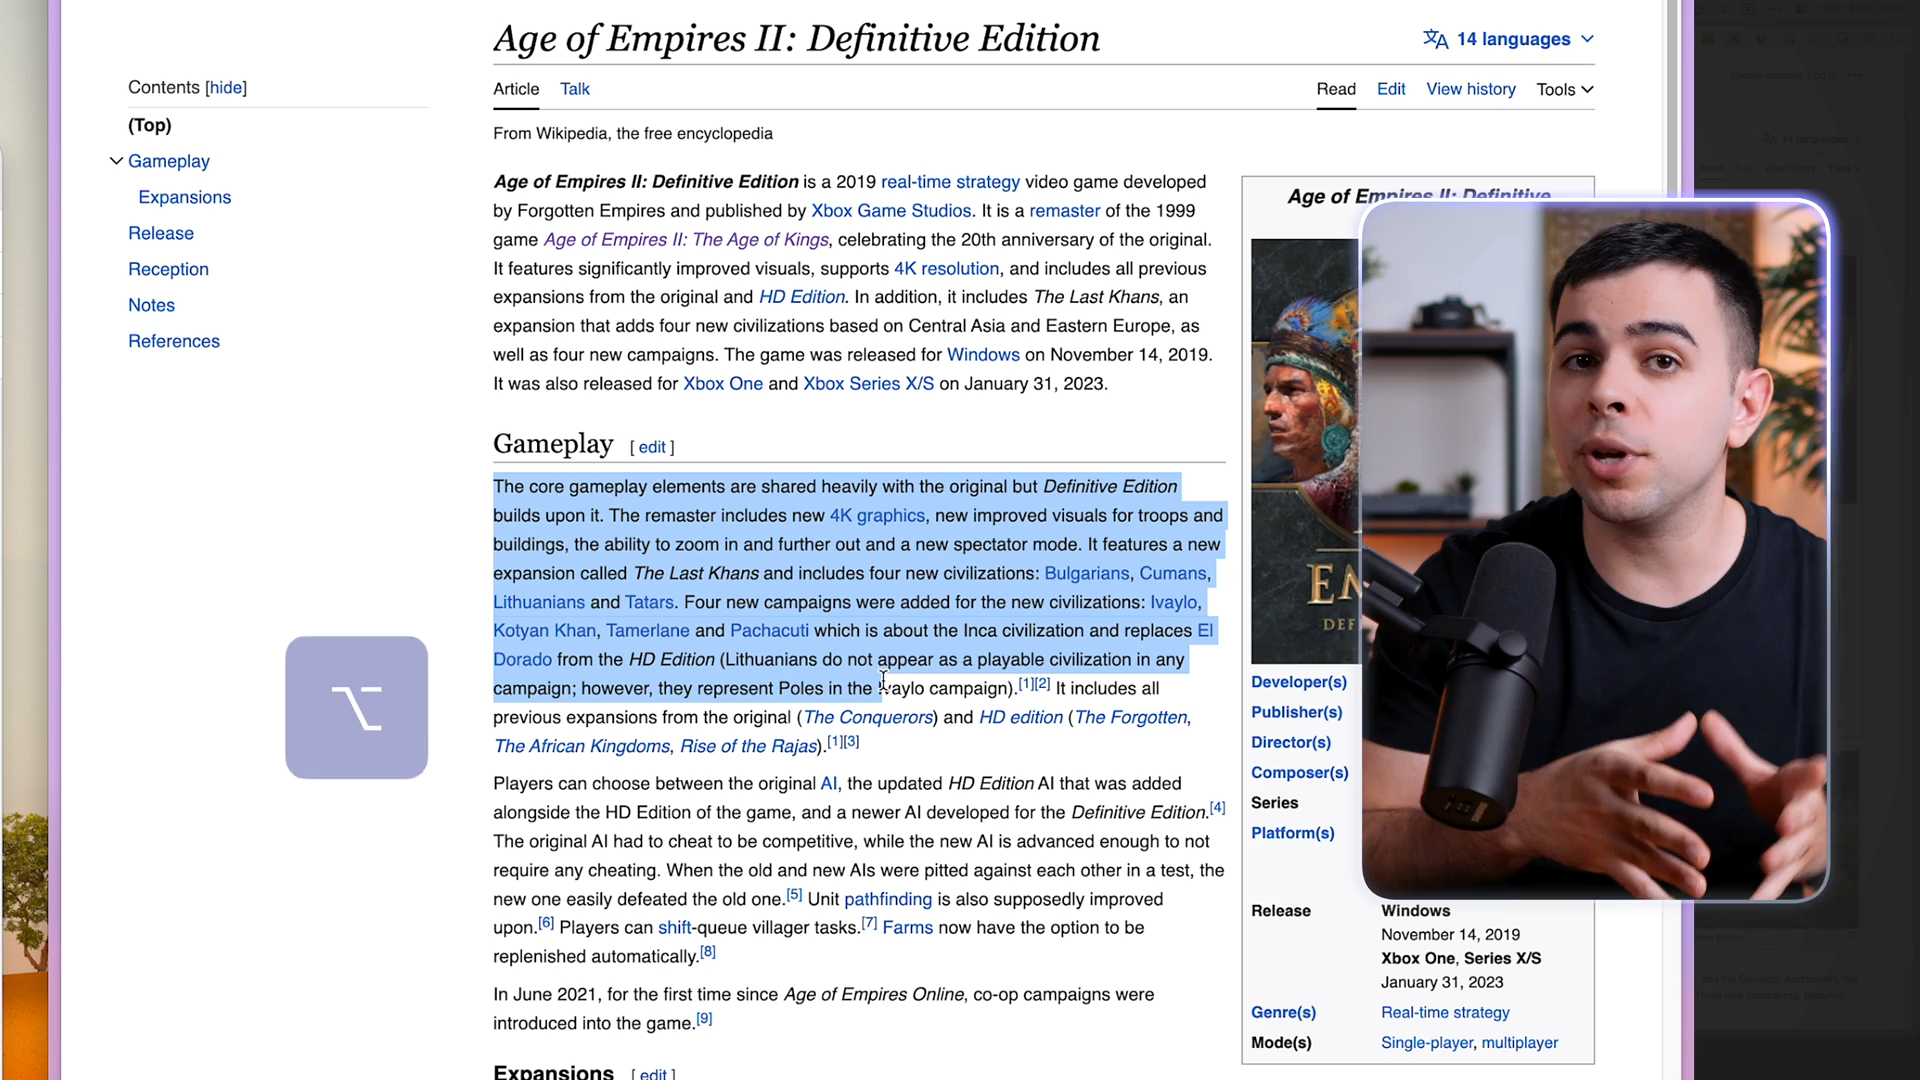 Age of Empires II: Definitive Edition
14 languages
Contents [hide]
(Top)
Gameplay
Expansions
Release
Reception
Notes
References
Article Talk
Read Edit View history Tools
From Wikipedia, the free encyclopedia
Age of Empires II: Definitive Edition is a 2019 real-time strategy video game developed
by Forgotten Empires and published by Xbox Game Studios. It is a remaster of the 1999
game Age of Empires II: The Age of Kings, celebrating the 20th anniversary of the original.
It features significantly improved visuals, supports 4K resolution, and includes all previous
expansions from the original and HD Edition. In addition, it includes The Last Khans, an
expansion that adds four new civilizations based on Central Asia and Eastern Europe, as
well as four new campaigns. The game was released for Windows on November 14, 2019.
It was also released for Xbox One and Xbox Series X/S on January 31, 2023.
Gameplay [ edit ]
The core gameplay elements are shared heavily with the original but Definitive Edition
builds upon it. The remaster includes new 4K graphics, new improved visuals for troops and
buildings, the ability to zoom in and further out and a new spectator mode. It features a new
expansion called The Last Khans and includes four new civilizations: Bulgarians, Cumans,
Lithuanians and Tatars. Four new campaigns were added for the new civilizations: Ivaylo,
Kotyan Khan, Tamerlane and Pachacuti which is about the Inca civilization and replaces El
Dorado from the HD Edition (Lithuanians do not appear as a playable civilization in any
campaign; however, they represent Poles in the Ivaylo campaign).[1][2] It includes all
previous expansions from the original (The Conquerors) and HD edition (The Forgotten,
The African Kingdoms, Rise of the Rajas).[1][3]
Players can choose between the original AI, the updated HD Edition AI that was added
alongside the HD Edition of the game, and a newer AI developed for the Definitive Edition.[4]
The original AI had to cheat to be competitive, while the new AI is advanced enough to not
require any cheating. When the old and new AIs were pitted against each other in a test, the
new one easily defeated the old one.[5] Unit pathfinding is also supposedly improved
upon.[6] Players can shift-queue villager tasks.[7] Farms now have the option to be
replenished automatically.[8]
In June 2021, for the first time since Age of Empires Online, co-op campaigns were
introduced into the game.[9]
Expansions [ edit ]
Age of Empires II: Definitive
EM
DEF
Developer(s)
Publisher(s)
Director(s)
Composer(s)
Series
Platform(s)
Release Windows
November 14, 2019
Xbox One, Series X/S
January 31, 2023
Genre(s) Real-time strategy
Mode(s) Single-player, multiplayer